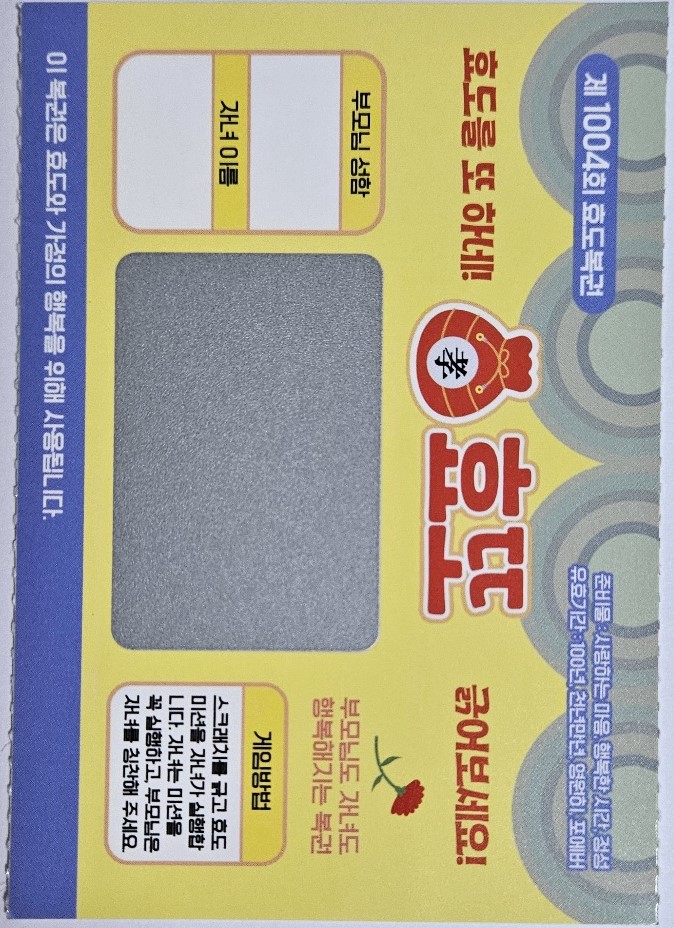 제 1004회 효도복권
준비물 : 사랑하는 마음, 행복한 시간, 정성
유효기간 : 100년, 천년만년, 영원히, 포에버
효도를 또 하네!!
孝
효또
긁어보세요!
부모님 성함
자녀 이름
부모님도 자녀도
행복해지는 복권
게임방법
스크래치를 긁고 효도
미션을 자녀가 실행합
니다. 자녀는 미션을
꼭 실행하고, 부모님은
자녀를 칭찬해 주세요.
이 복권은 효도와 가정의 행복을 위해 사용됩니다.